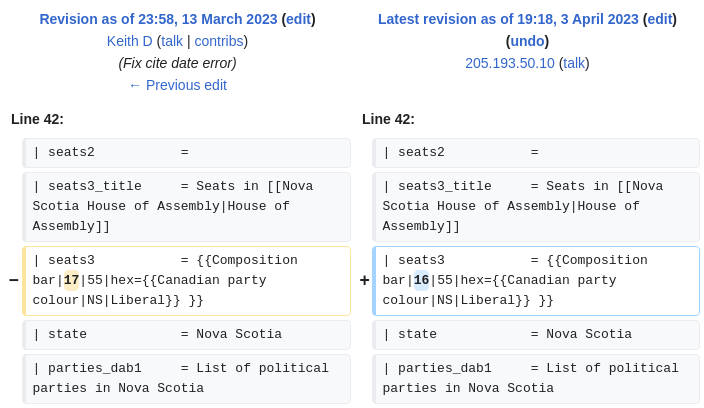 Revision as of 23:58, 13 March 2023 (edit)
Keith D (talk | contribs)
(Fix cite date error)
← Previous edit
Latest revision as of 19:18, 3 April 2023 (edit)
(undo)
205.193.50.10 (talk)
Line 42:
Line 42:
| seats2           =
| seats2           =
| seats3_title     = Seats in [[Nova
Scotia House of Assembly|House of
Assembly]]
| seats3_title     = Seats in [[Nova
Scotia House of Assembly|House of
Assembly]]
− | seats3           = {{Composition
bar|17|55|hex={{Canadian party
colour|NS|Liberal}} }}
+ | seats3           = {{Composition
bar|16|55|hex={{Canadian party
colour|NS|Liberal}} }}
| state            = Nova Scotia
| state            = Nova Scotia
| parties_dab1     = List of political
parties in Nova Scotia
| parties_dab1     = List of political
parties in Nova Scotia